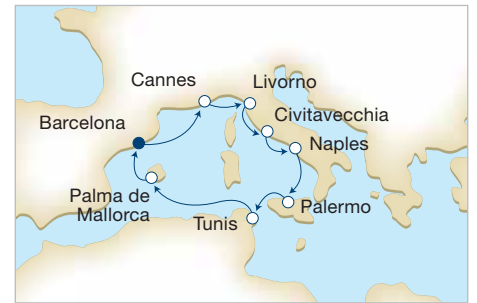 Cannes
Livorno
Civitavecchia
Barcelona
Naples
Palma de
Mallorca
Palermo
Tunis